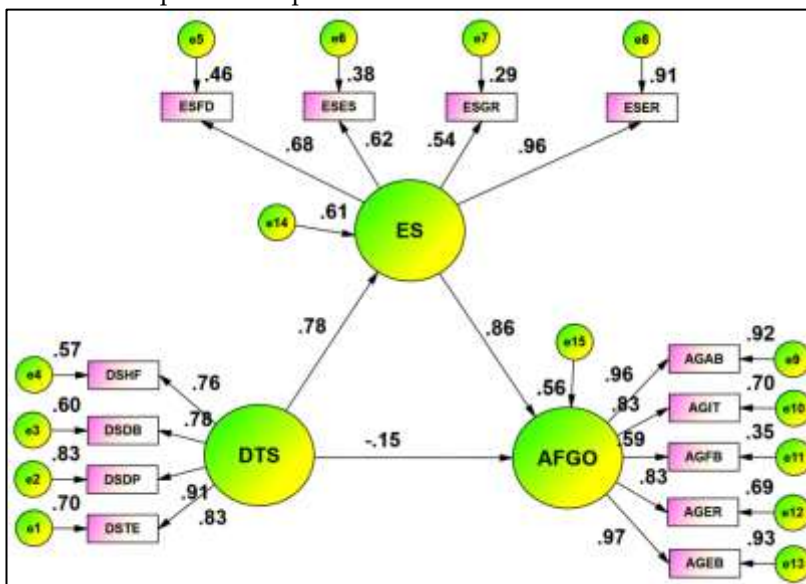 e5
e6
e7
e8
.46
.38
.29
.91
ESFD
ESES
ESGR
ESER
.68
.62
.54
.96
e14
.61
ES
.78
.86
e15
.56
e4
.57
DSHF
.76
e3
.60
DSDB
.78
e2
.83
DSDP
.91
e1
.70
DSTE
.83
DTS
-.15
AFGO
.96
AGAB
.92
e9
.83
AGIT
.70
e10
.59
AGFB
.35
e11
.83
AGER
.69
e12
.97
AGEB
.93
e13